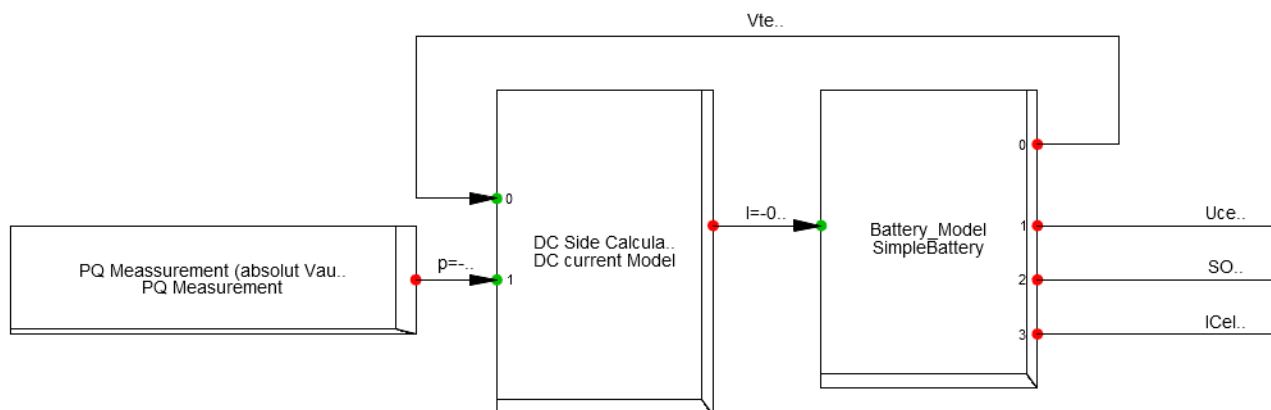 Vte..
0
0
I=-0..
1
Uce..
Battery_Model
SimpleBattery
DC Side Calcula..
DC current Model
PQ Meassurement (absolut Vau..
PQ Measurement
p=-..
1
2
SO..
3
ICel..